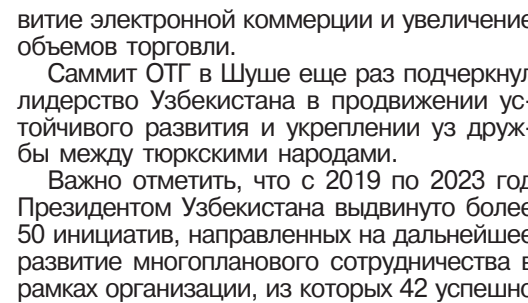 витие электронной коммерции и увеличение
объемов торговли.
Саммит ОТГ в Шуше еще раз подчеркнул
лидерство Узбекистана в продвижении ус-
тойчивого развития и укреплении уз друж-
бы между тюркскими народами.
Важно отметить, что с 2019 по 2023 год
Президентом Узбекистана выдвинуто более
50 инициатив, направленных на дальнейшее
развитие многопланового сотрудничества в
рамках организации, из которых 42 успешно